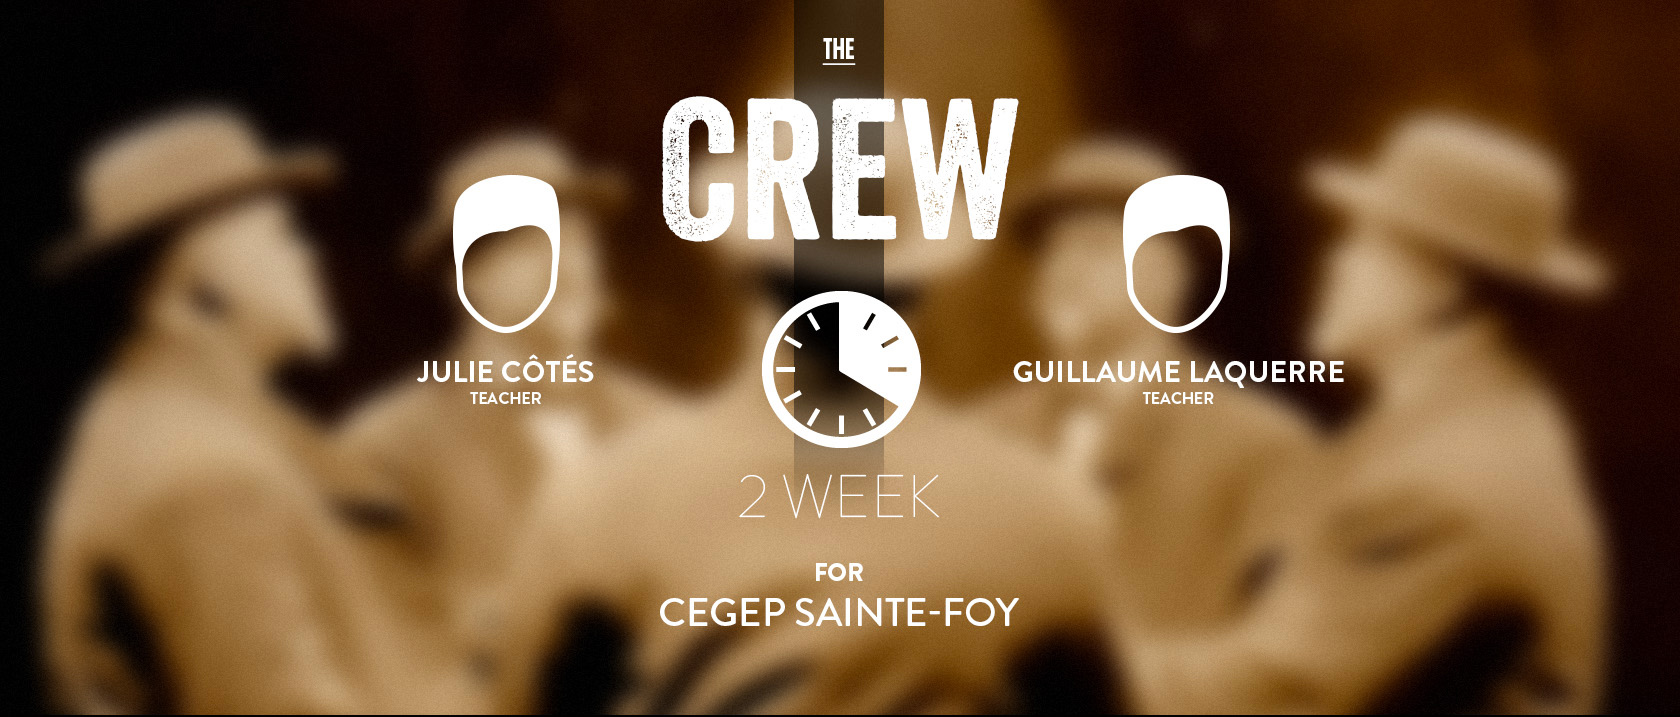 THE
CREW
JULIE CÔTÉS
TEACHER
GUILLAUME LAQUERRE
TEACHER
2 WEEK
FOR
CEGEP SAINTE-FOY